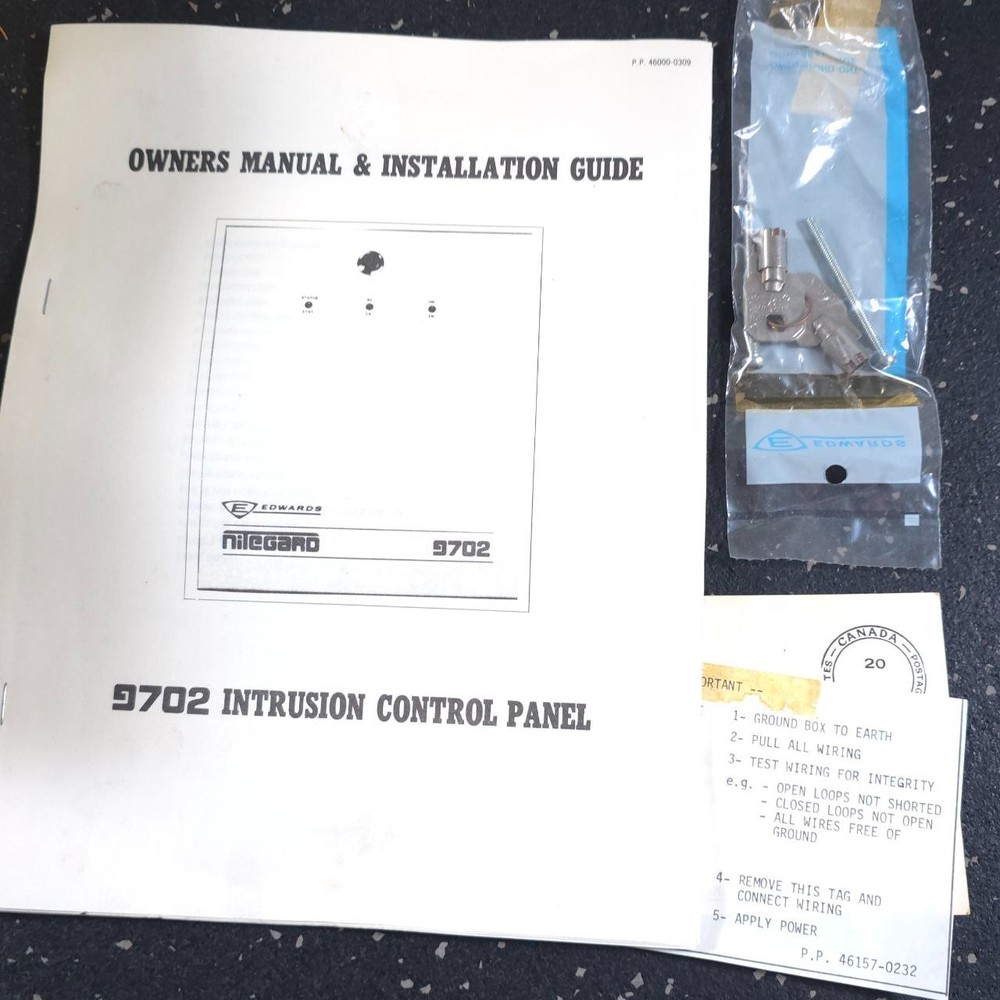 P.P. 46000-0309
OWNERS MANUAL & INSTALLATION GUIDE
STATUS
EDWARDS
NITEGARD
9702
9702 INTRUSION CONTROL PANEL
EDWARDS
CANADA
20
ORTANT --
1- GROUND BOX TO EARTH
2- PULL ALL WIRING
3- TEST WIRING FOR INTEGRITY
e.g. - OPEN LOOPS NOT SHORTED
- CLOSED LOOPS NOT OPEN
- ALL WIRES FREE OF
GROUND
4- REMOVE THIS TAG AND
CONNECT WIRING
5- APPLY POWER
P.P. 46157-0232